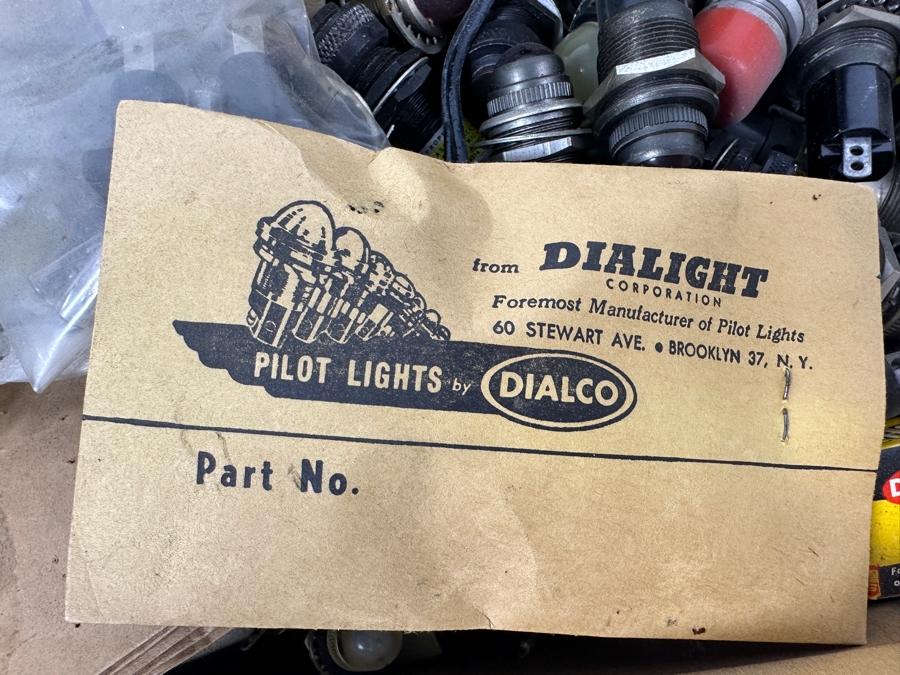 from DIALIGHT
CORPORATION
Foremost Manufacturer of Pilot Lights
60 STEWART AVE. • BROOKLYN 37, N.Y.
PILOT LIGHTS by DIALCO
Part No.